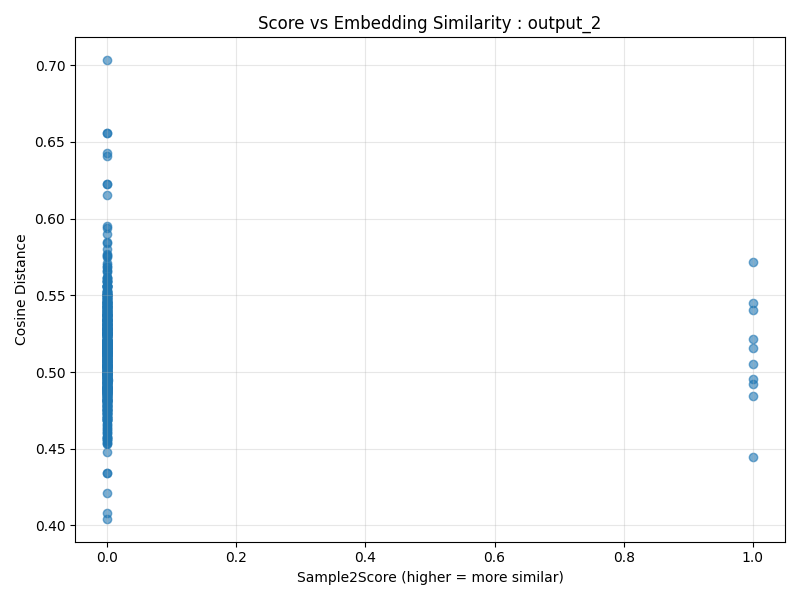 Score vs Embedding Similarity : output_2
0.70
0.65
0.60
0.55
0.50
0.45
0.40
Cosine Distance
0.0 0.2 0.4 0.6 0.8 1.0
Sample2Score (higher = more similar)